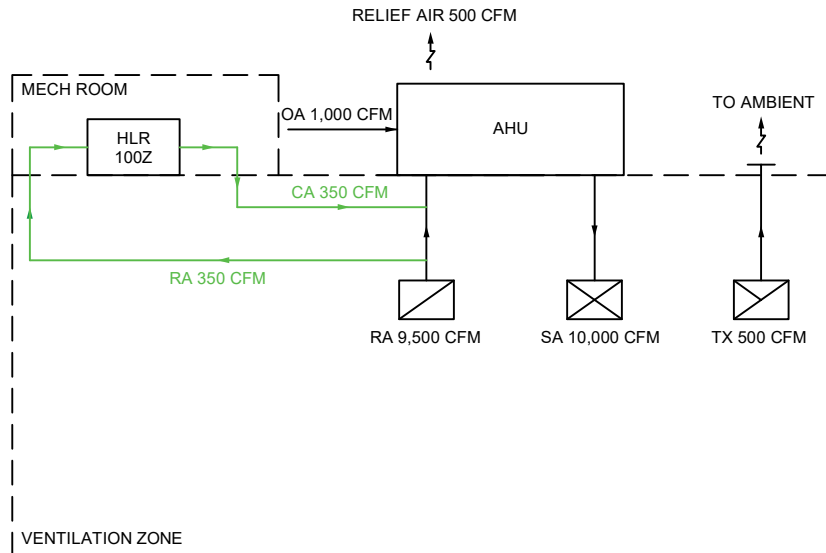 RELIEF AIR 500 CFM
MECH ROOM
OA 1,000 CFM
TO AMBIENT
HLR
100Z
AHU
CA 350 CFM
RA 350 CFM
RA 9,500 CFM
SA 10,000 CFM
TX 500 CFM
VENTILATION ZONE